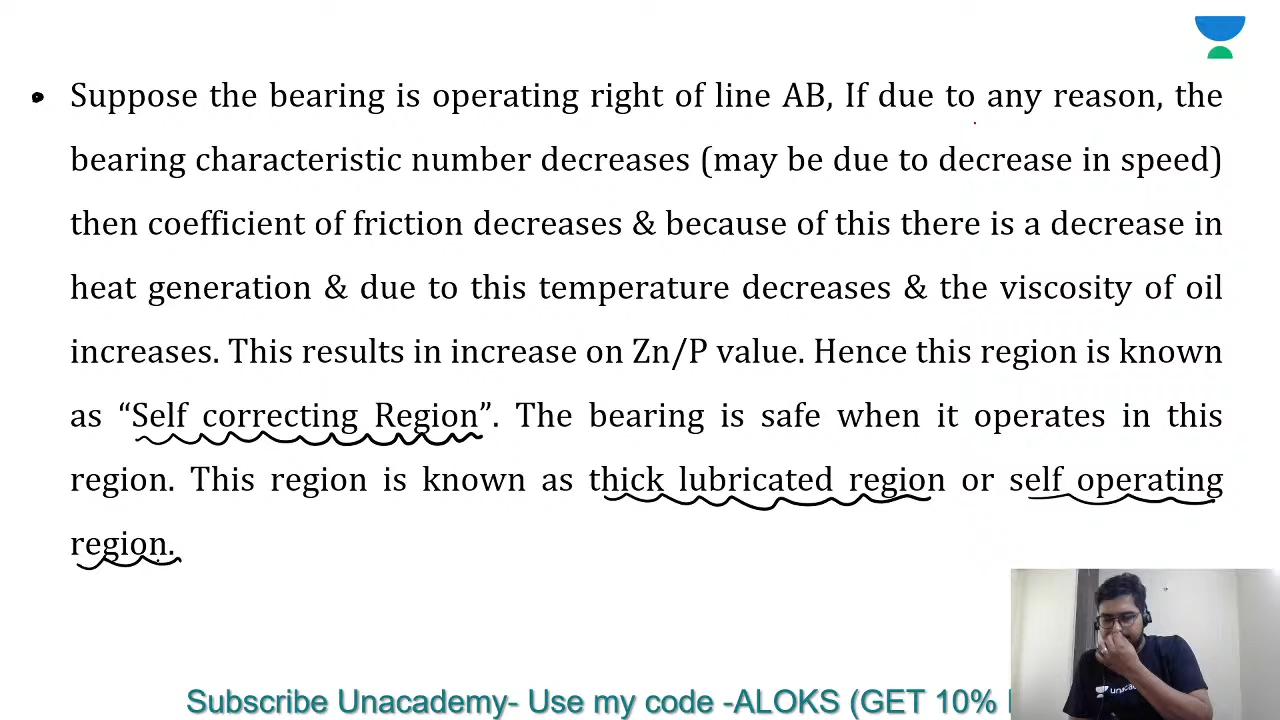 Suppose the bearing is operating right of line AB, If due to any reason, the
bearing characteristic number decreases (may be due to decrease in speed)
then coefficient of friction decreases & because of this there is a decrease in
heat generation & due to this temperature decreases & the viscosity of oil
increases. This results in increase on Zn/P value. Hence this region is known
as “Self correcting Region”. The bearing is safe when it operates in this
region. This region is known as thick lubricated region or self operating
region.
Subscribe Unacademy- Use my code -ALOKS (GET 10%